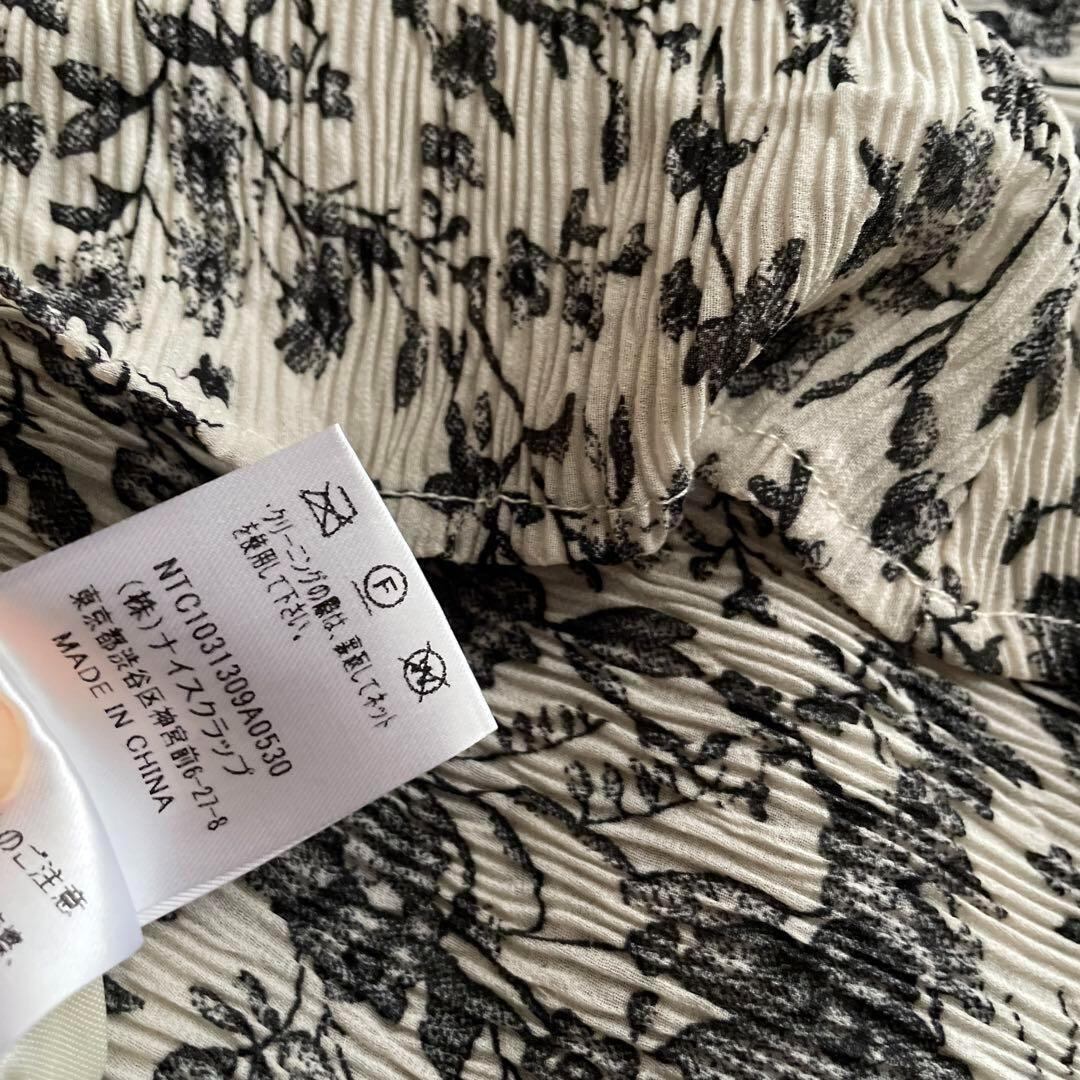 F
W
・クリーニングの際は、裏返してネット
を使用して下さい。
NTC1031309A0530
(株)ナイスクラップ
東京都渋谷区神宮前6-27-8
MADE IN CHINA
のご注意